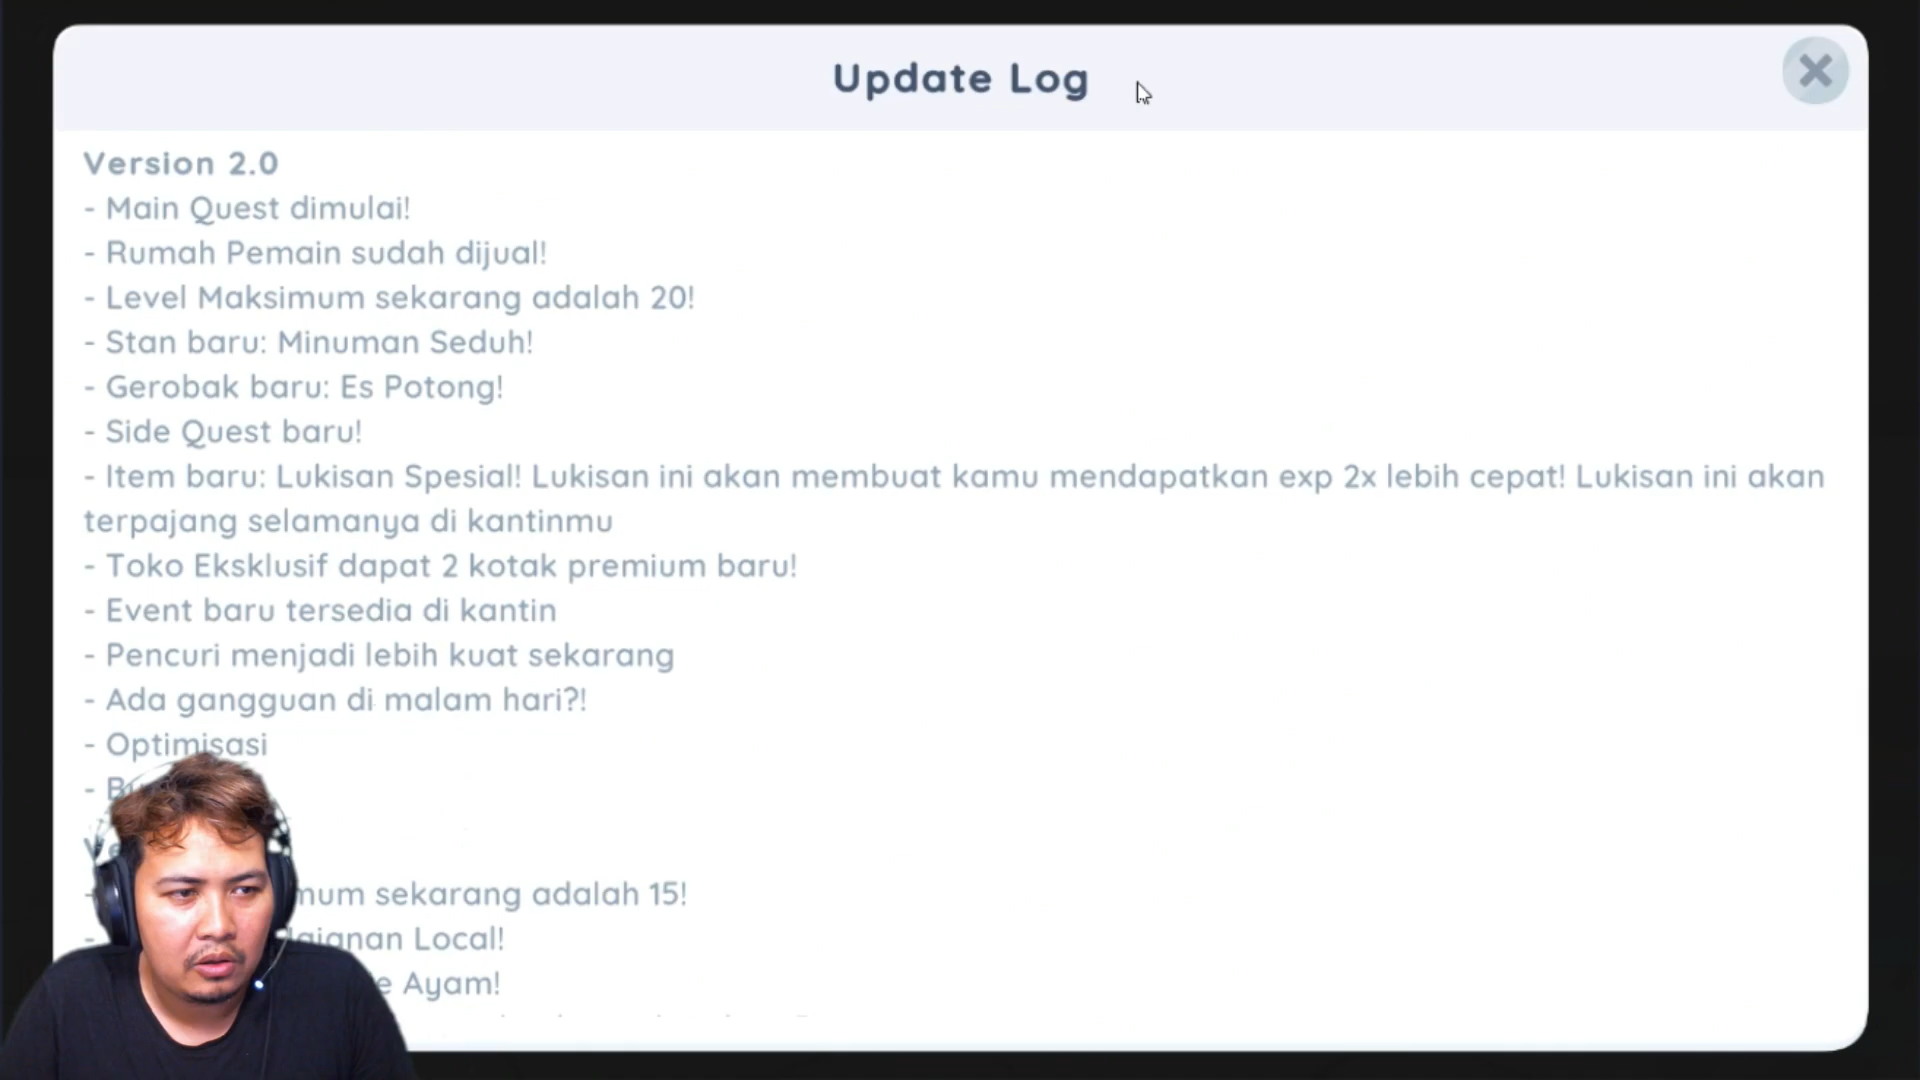 Update Log
Version 2.0
- Main Quest dimulai!
- Rumah Pemain sudah dijual!
- Level Maksimum sekarang adalah 20!
- Stan baru: Minuman Seduh!
- Gerobak baru: Es Potong!
- Side Quest baru!
- Item baru: Lukisan Spesial! Lukisan ini akan membuat kamu mendapatkan exp 2x lebih cepat! Lukisan ini akan
terpajang selamanya di kantinmu
- Toko Eksklusif dapat 2 kotak premium baru!
- Event baru tersedia di kantin
- Pencuri menjadi lebih kuat sekarang
- Ada gangguan di malam hari?!
- Optimisasi
-
- sekarang adalah 15!
- Local!
Ayam!